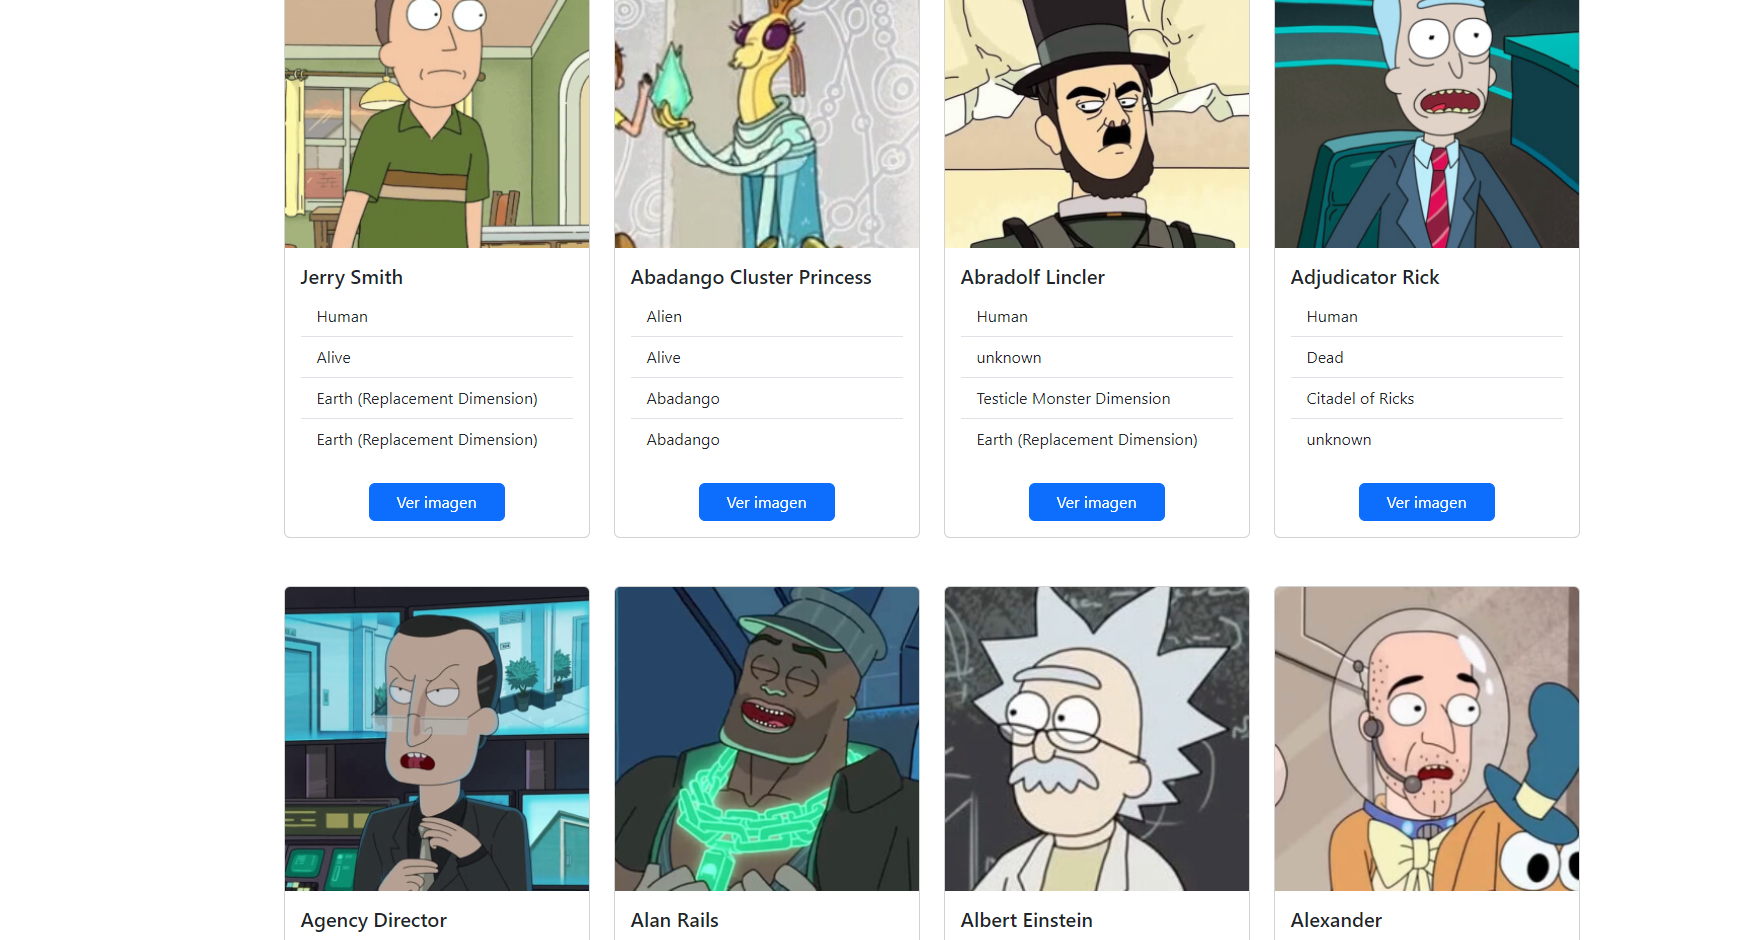 Jerry Smith
Human
Alive
Earth (Replacement Dimension)
Earth (Replacement Dimension)
Ver imagen
Abadango Cluster Princess
Alien
Alive
Abadango
Abadango
Ver imagen
Abradolf Lincler
Human
unknown
Testicle Monster Dimension
Earth (Replacement Dimension)
Ver imagen
Adjudicator Rick
Human
Dead
Citadel of Ricks
unknown
Ver imagen
Agency Director
Alan Rails
Albert Einstein
Alexander